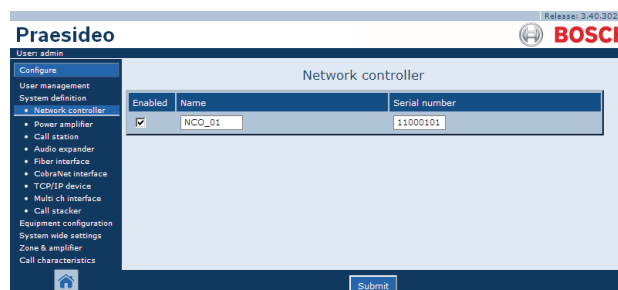 Release: 3.40.302
Praesideo
BOSCH
User: admin
Configure
User management
System definition
• Network controller
• Power amplifier
• Call station
• Audio expander
• Fiber interface
• CobraNet interface
• TCP/IP device
• Multi ch interface
• Call stacker
Equipment configuration
System wide settings
Zone & amplifier
Call characteristics
Network controller
Enabled Name Serial number
NCO_01 11000101
Submit